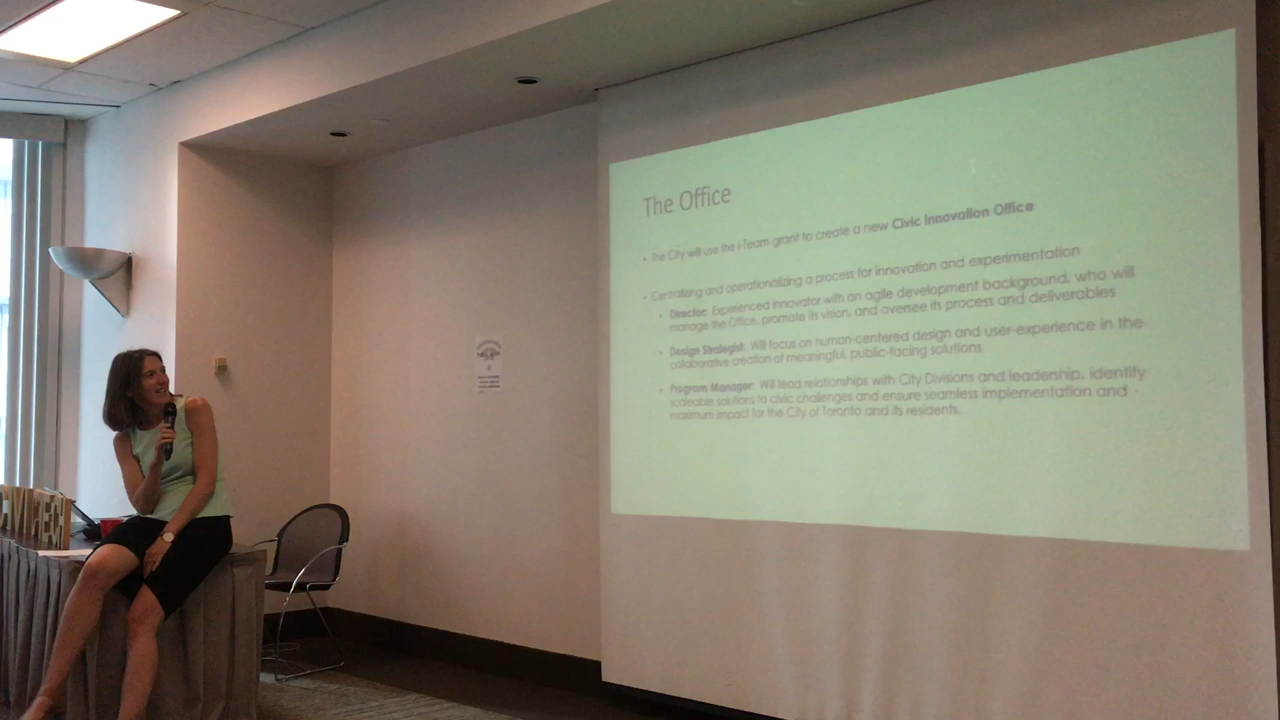 The Office
• The City will use the i-Team grant to create a new Civic Innovation Office
• Centralizing and operationalizing a process for innovation and experimentation
• Director: Experienced innovator with an agile development background, who will
manage the Office, promote its vision, and oversee its process and deliverables
• Design Strategist: Will focus on human-centered design and user-experience in the
collaborative creation of meaningful, public-facing solutions
• Program Manager: Will lead relationships with City Divisions and leadership, identify
scaleable solutions to civic challenges and ensure seamless implementation and
maximum impact for the City of Toronto and its residents.